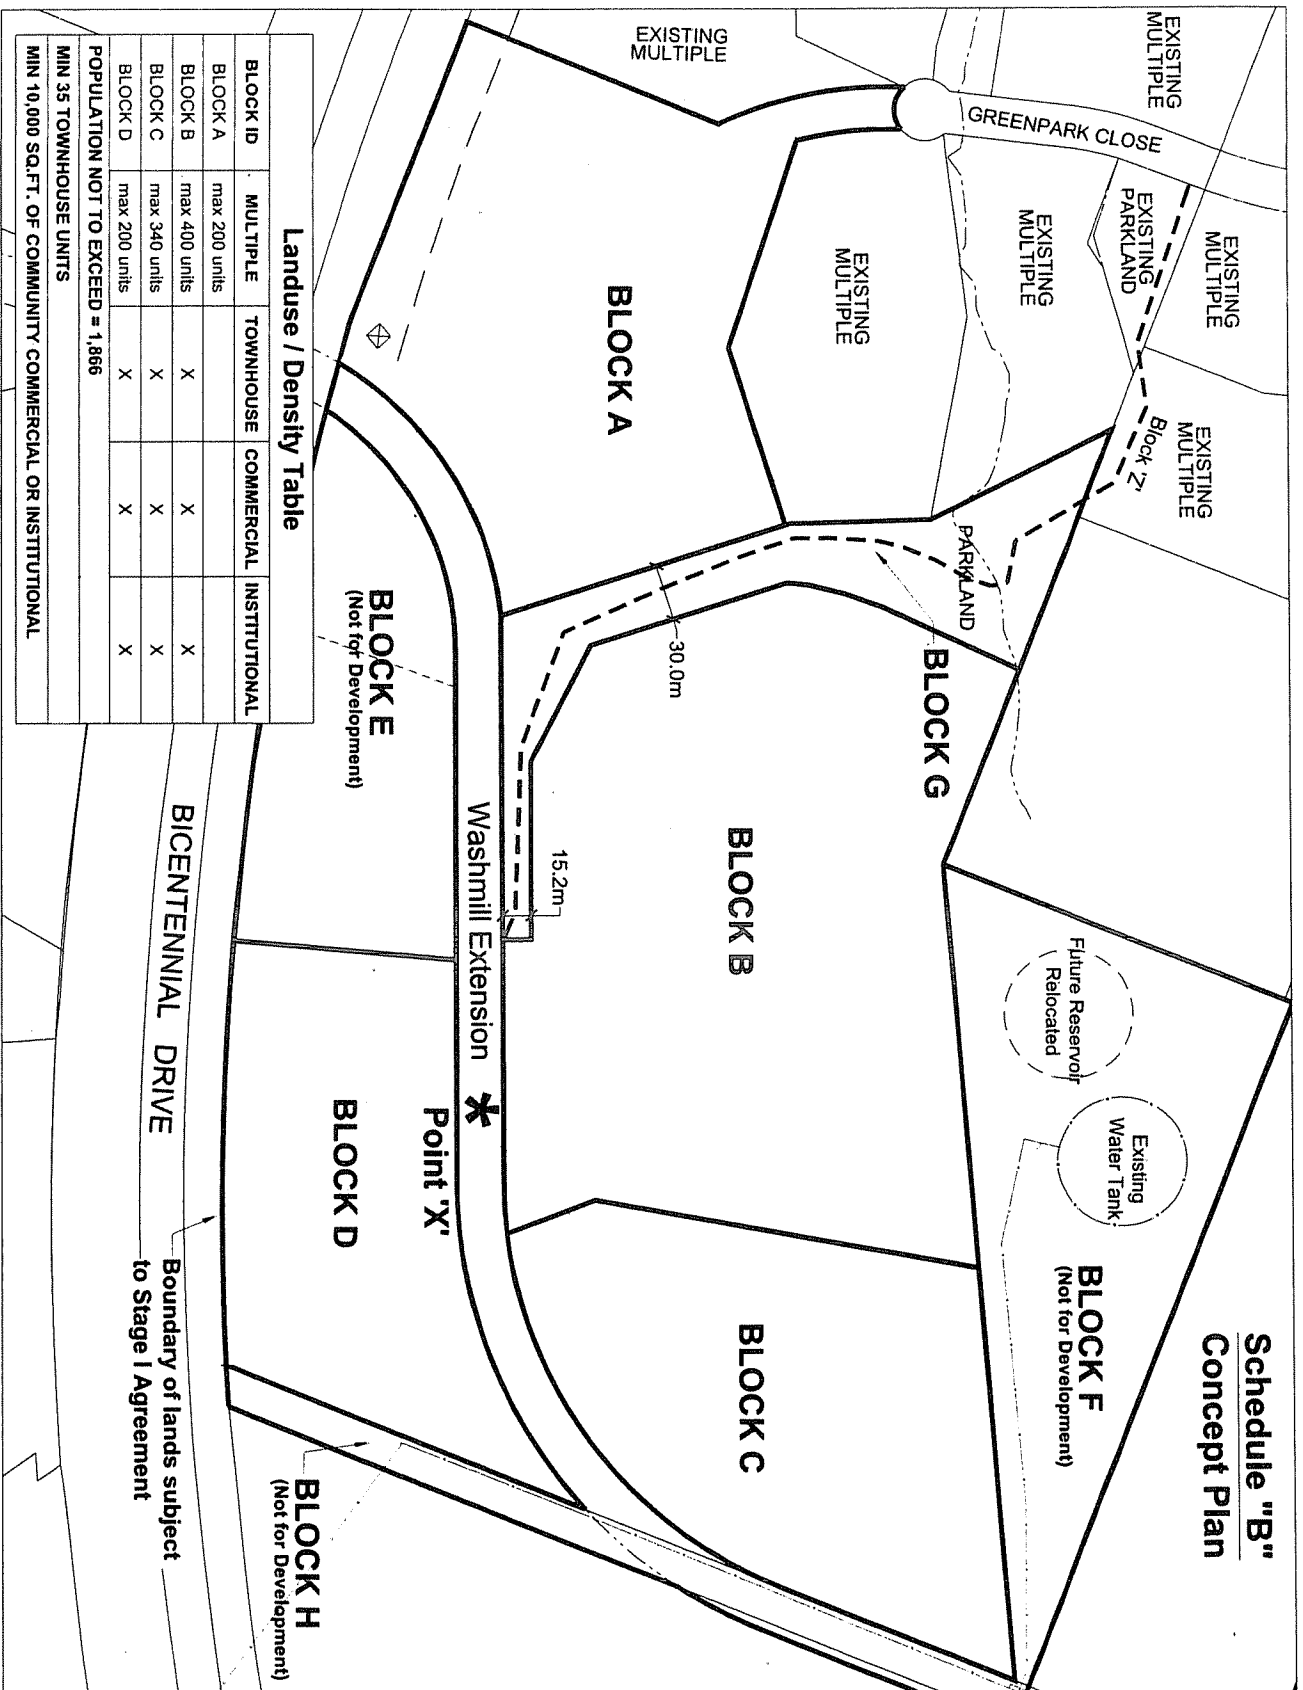 Schedule "B"
Concept Plan
EXISTING
MULTIPLE
EXISTING
MULTIPLE
EXISTING
MULTIPLE
GREENPARK CLOSE
EXISTING
PARKLAND
EXISTING
MULTIPLE
Block 'Z'
EXISTING
MULTIPLE
EXISTING
MULTIPLE
EXISTING
MULTIPLE
PARKLAND
BLOCK G
Future Reservoir
Relocated
Existing
Water Tank
BLOCK F
(Not for Development)
BLOCK A
30.0m
BLOCK B
BLOCK C
15.2m
Washmill Extension
Point 'X'
BLOCK E
(Not for Development)
BLOCK D
BLOCK H
(Not for Development)
BICENTENNIAL DRIVE
Boundary of lands subject
to Stage I Agreement
Landuse / Density Table
BLOCK ID MULTIPLE TOWNHOUSE COMMERCIAL INSTITUTIONAL
BLOCK A max 200 units
BLOCK B max 400 units X X X
BLOCK C max 340 units X X X
BLOCK D max 200 units X X X
POPULATION NOT TO EXCEED = 1,866
MIN 35 TOWNHOUSE UNITS
MIN 10,000 SQ.FT. OF COMMUNITY COMMERCIAL OR INSTITUTIONAL